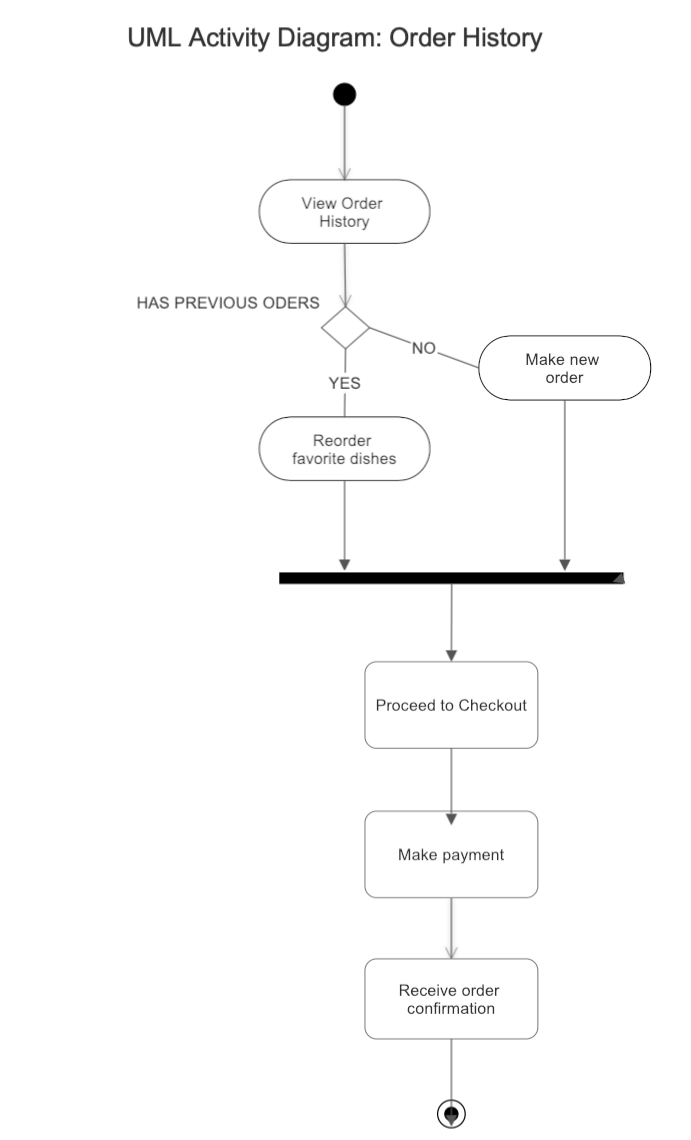 UML Activity Diagram: Order History
View Order
History
HAS PREVIOUS ODERS
NO
Make new
order
YES
Reorder
favorite dishes
Proceed to Checkout
Make payment
Receive order
confirmation